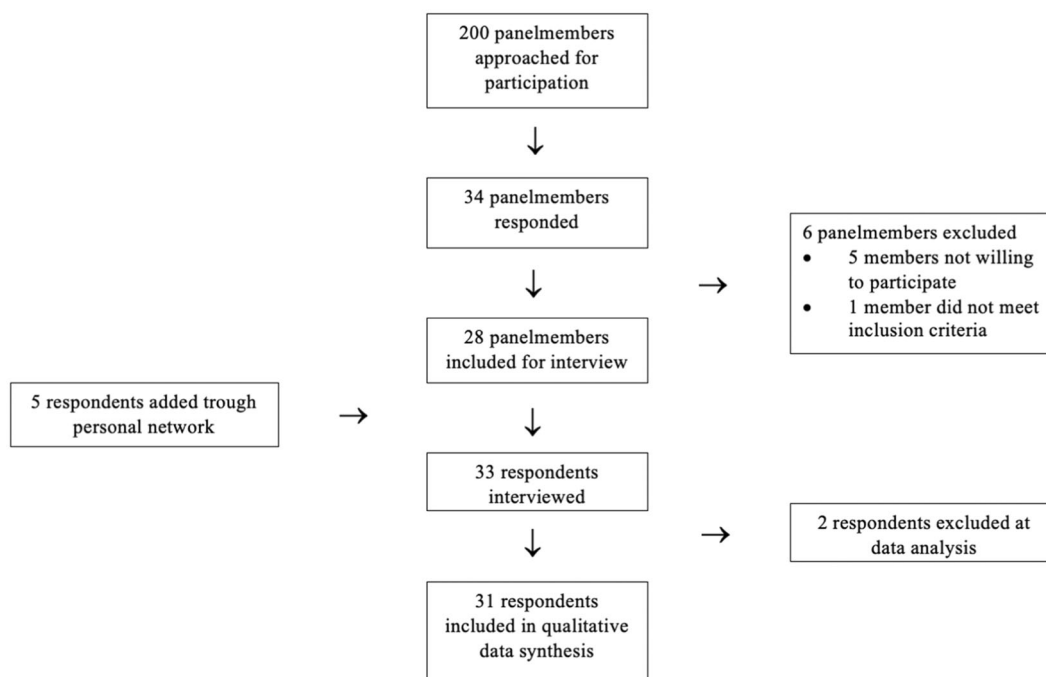 200 panelmembers
approached for
participation
↓
34 panelmembers
responded
↓
→
6 panelmembers excluded
• 5 members not willing
to participate
• 1 member did not meet
inclusion criteria
28 panelmembers
included for interview
5 respondents added trough
personal network
→
↓
33 respondents
interviewed
↓
→
2 respondents excluded at
data analysis
31 respondents
included in qualitative
data synthesis